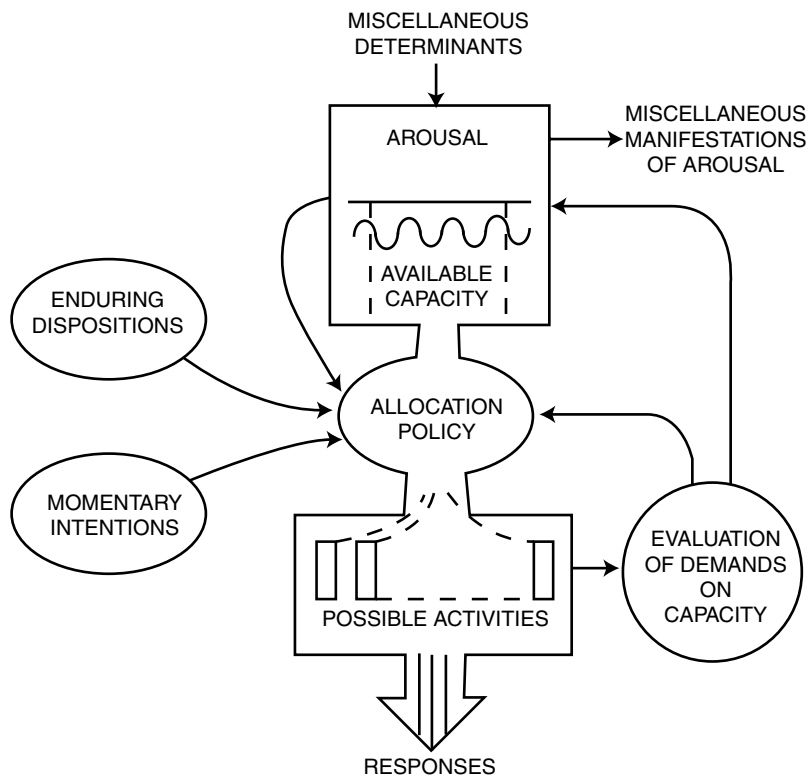 MISCELLANEOUS
DETERMINANTS
AROUSAL
MISCELLANEOUS
MANIFESTATIONS
OF AROUSAL
AVAILABLE
CAPACITY
ENDURING
DISPOSITIONS
ALLOCATION
POLICY
MOMENTARY
INTENTIONS
EVALUATION
OF DEMANDS
ON
CAPACITY
POSSIBLE ACTIVITIES
RESPONSES